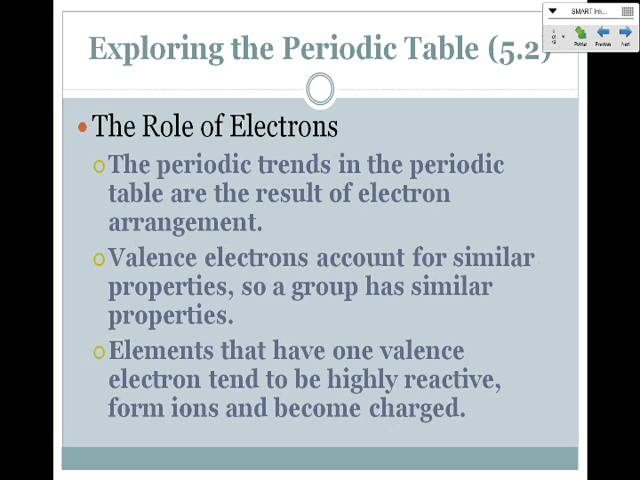 SMART Ink...
Exploring the Periodic Table (5.2)
Pointer Previous Next
The Role of Electrons
The periodic trends in the periodic
table are the result of electron
arrangement.
Valence electrons account for similar
properties, so a group has similar
properties.
Elements that have one valence
electron tend to be highly reactive,
form ions and become charged.